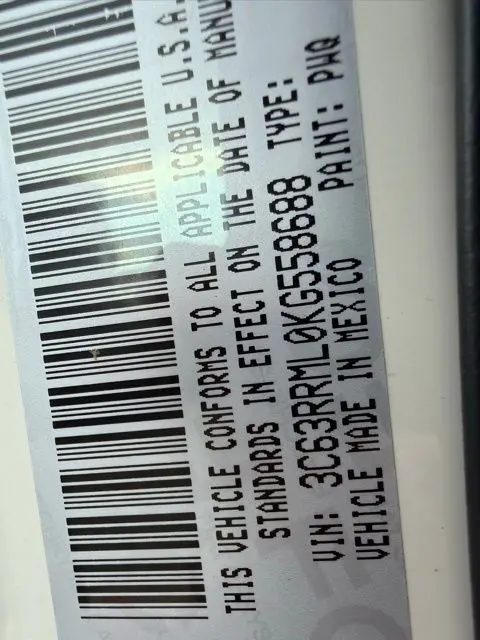 THIS VEHICLE CONFORMS TO ALL APPLICABLE U.S.A.
STANDARDS IN EFFECT ON THE DATE OF MANU
VIN: 3C63RRML0KG558688 TYPE:
VEHICLE MADE IN MEXICO PAINT: PHQ